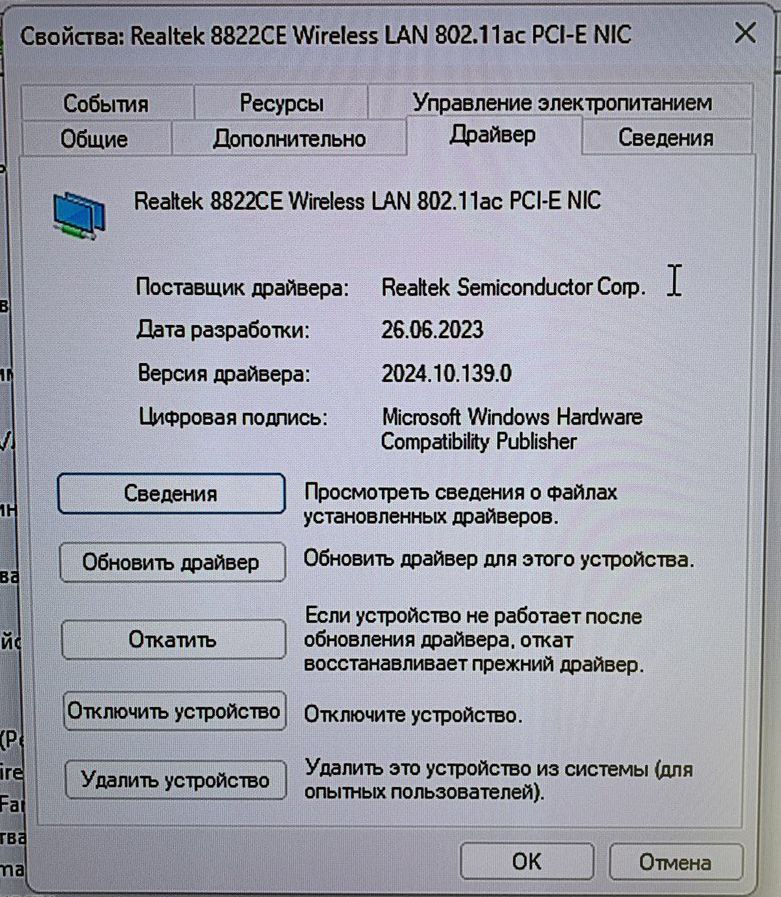 Свойства: Realtek 8822CE Wireless LAN 802.11ac PCI-E NIC
События Ресурсы Управление электропитанием
Общие Дополнительно Драйвер Сведения
Realtek 8822CE Wireless LAN 802.11ac PCI-E NIC
Поставщик драйвера: Realtek Semiconductor Corp.
Дата разработки: 26.06.2023
Версия драйвера: 2024.10.139.0
Цифровая подпись: Microsoft Windows Hardware
Compatibility Publisher
Сведения
Просмотреть сведения о файлах
установленных драйверов.
Обновить драйвер
Обновить драйвер для этого устройства.
Откатить
Если устройство не работает после
обновления драйвера, откат
восстанавливает прежний драйвер.
Отключить устройство
Отключите устройство.
Удалить устройство
Удалить это устройство из системы (для
опытных пользователей).
OK Отмена